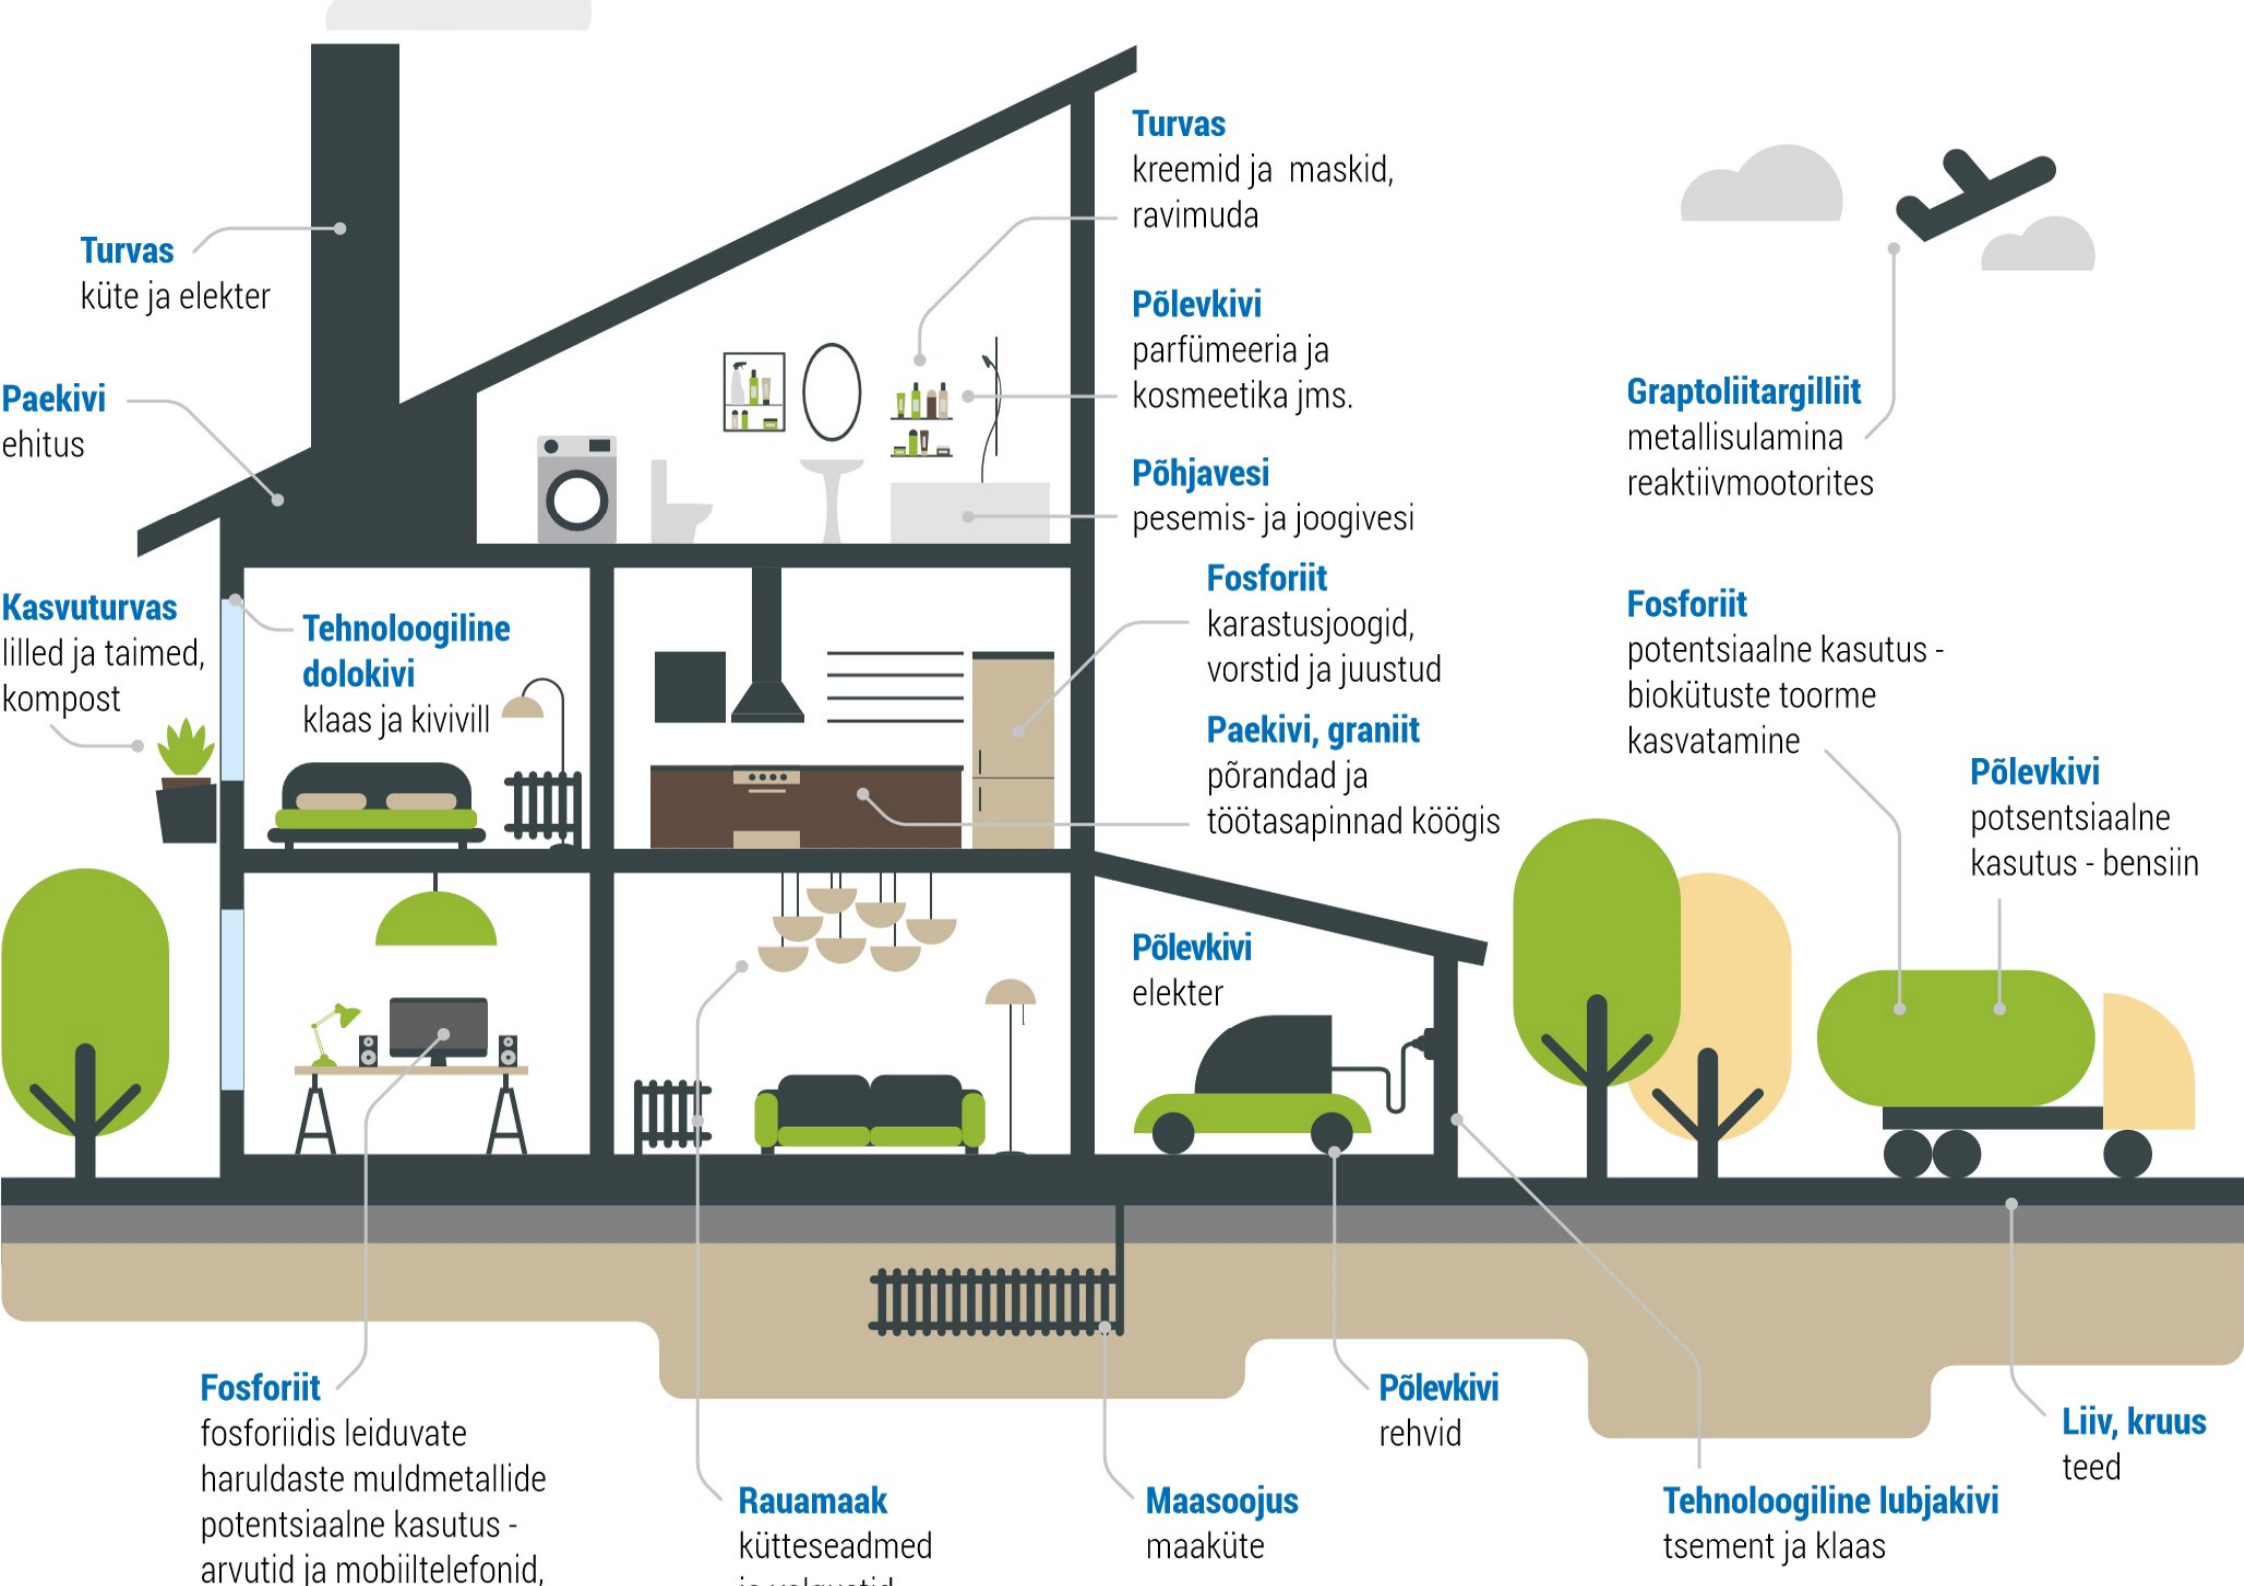 Turvas
kreemid ja maskid,
ravimuda
Turvas
küte ja elekter
Põlevkivi
parfümeeria ja
kosmeetika jms.
Paekivi
ehitus
Graptoliitargilliit
metallisulamina
reaktiivmootorites
Põhjavesi
pesemis- ja joogivesi
Kasvuturvas
lilled ja taimed,
kompost
Tehnoloogiline
dolokivi
klaas ja kivivill
Fosforiit
karastusjoogid,
vorstid ja juustud
Paekivi, graniit
põrandad ja
töötasapinnad köögis
Fosforiit
potentsiaalne kasutus -
biokütuste toorme
kasvatamine
Põlevkivi
potsentsiaalne
kasutus - bensiin
Põlevkivi
elekter
Fosforiit
fosforiidis leiduvate
haruldaste muldmetallide
potentsiaalne kasutus -
arvutid ja mobiiltelefonid,
Rauamaak
kütteseadmed
Maasoojus
maaküte
Põlevkivi
rehvid
Tehnoloogiline lubjakivi
tsement ja klaas
Liiv, kruus
teed